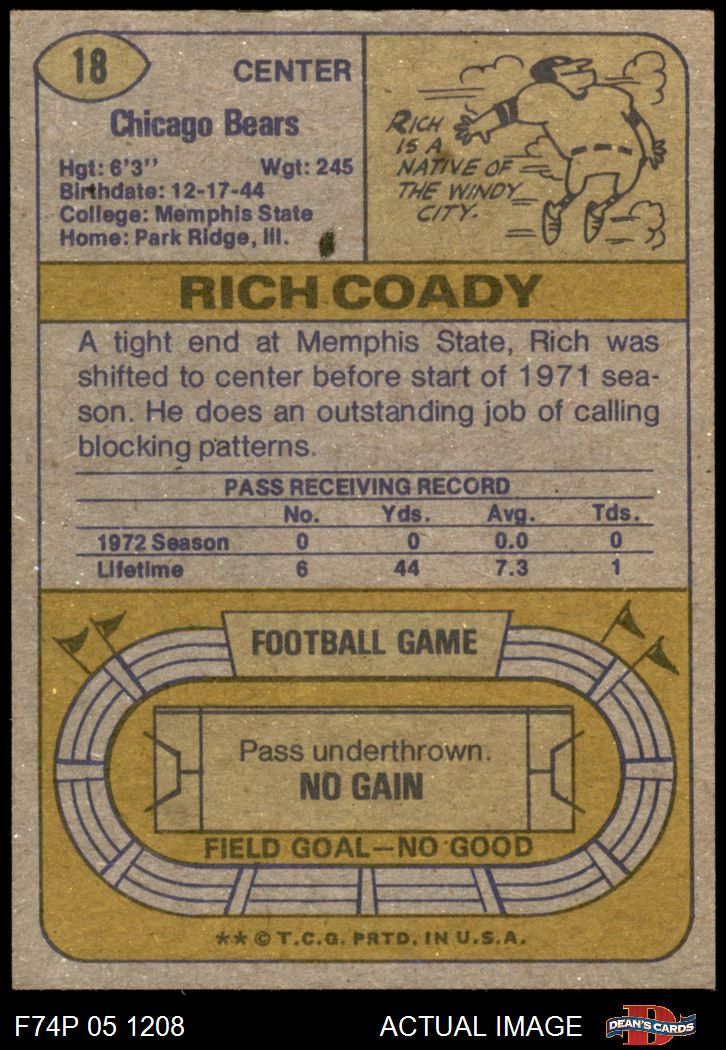 18
CENTER
Chicago Bears
Hgt: 6'3" Wgt: 245
Birthdate: 12-17-44
College: Memphis State
Home: Park Ridge, Ill.
RICH
IS A
NATIVE OF
THE WINDY
CITY.
RICH COADY
A tight end at Memphis State, Rich was
shifted to center before start of 1971 sea-
son. He does an outstanding job of calling
blocking patterns.
PASS RECEIVING RECORD
No. Yds. Avg. Tds.
1972 Season 0 0 0.0 0
Lifetime 6 44 7.3 1
FOOTBALL GAME
Pass underthrown.
NO GAIN
FIELD GOAL—NO GOOD
** © T.C.G. PRTD. IN U.S.A.
F74P 05 1208 ACTUAL IMAGE D DEAN'S CARDS